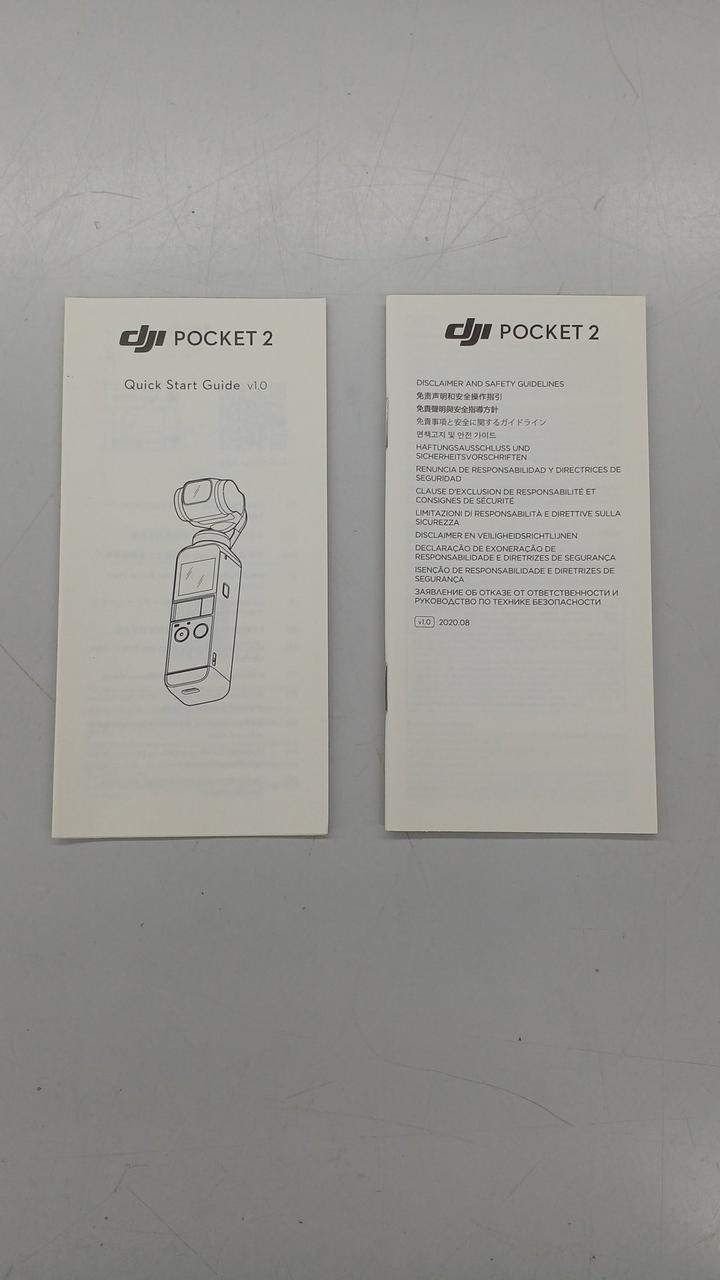 dji POCKET 2
Quick Start Guide v1.0
dji POCKET 2
DISCLAIMER AND SAFETY GUIDELINES
免责声明和安全操作指引
免責聲明與安全指導方針
免責事項と安全に関するガイドライン
면책고지 및 안전 가이드
HAFTUNGSAUSSCHLUSS UND
SICHERHEITSVORSCHRIFTEN
RENUNCIA DE RESPONSABILIDAD Y DIRECTRICES DE
SEGURIDAD
CLAUSE D'EXCLUSION DE RESPONSABILITÉ ET
CONSIGNES DE SÉCURITÉ
LIMITAZIONI DI RESPONSABILITÀ E DIRETTIVE SULLA
SICUREZZA
DISCLAIMER EN VEILIGHEIDSRICHTLIJNEN
DECLARAÇÃO DE EXONERAÇÃO DE
RESPONSABILIDADE E DIRETRIZES DE SEGURANÇA
ISENÇÃO DE RESPONSABILIDADE E DIRETRIZES DE
SEGURANÇA
ЗАЯВЛЕНИЕ ОБ ОТКАЗЕ ОТ ОТВЕТСТВЕННОСТИ И
РУКОВОДСТВО ПО ТЕХНИКЕ БЕЗОПАСНОСТИ
v1.0 2020.08